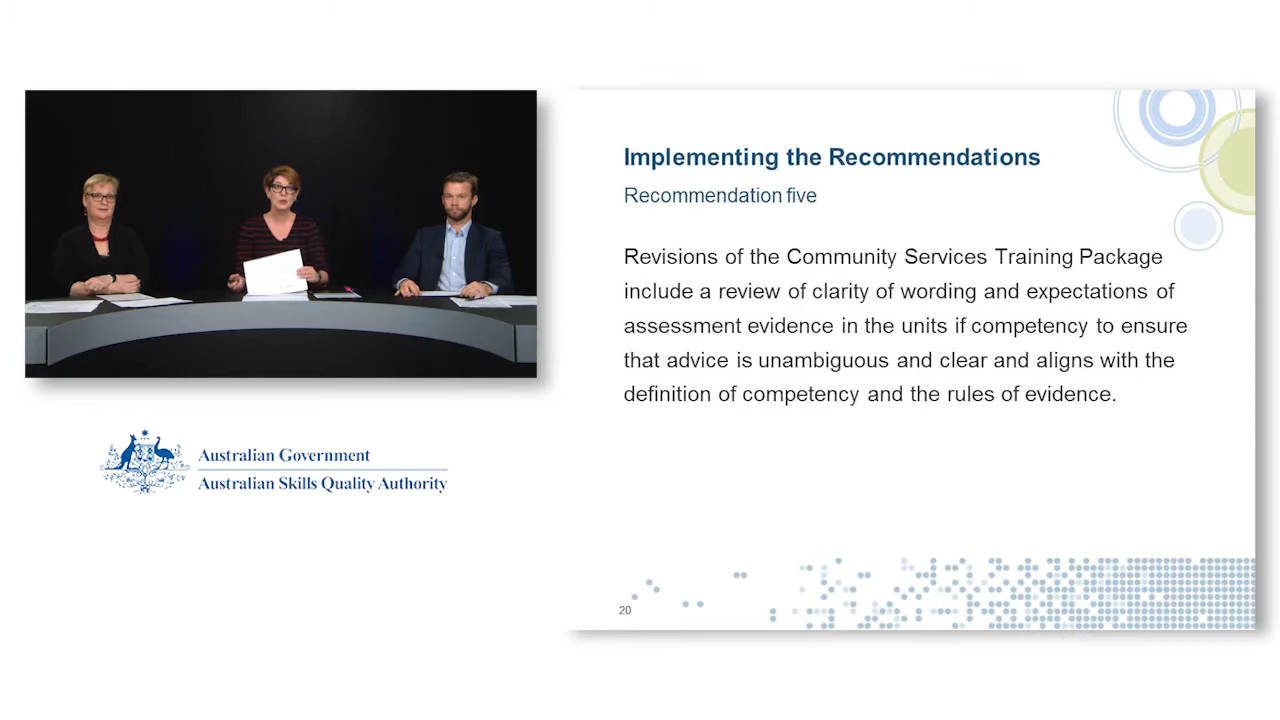 Implementing the Recommendations
Recommendation five
Revisions of the Community Services Training Package
include a review of clarity of wording and expectations of
assessment evidence in the units if competency to ensure
that advice is unambiguous and clear and aligns with the
definition of competency and the rules of evidence.
20
Australian Government
Australian Skills Quality Authority